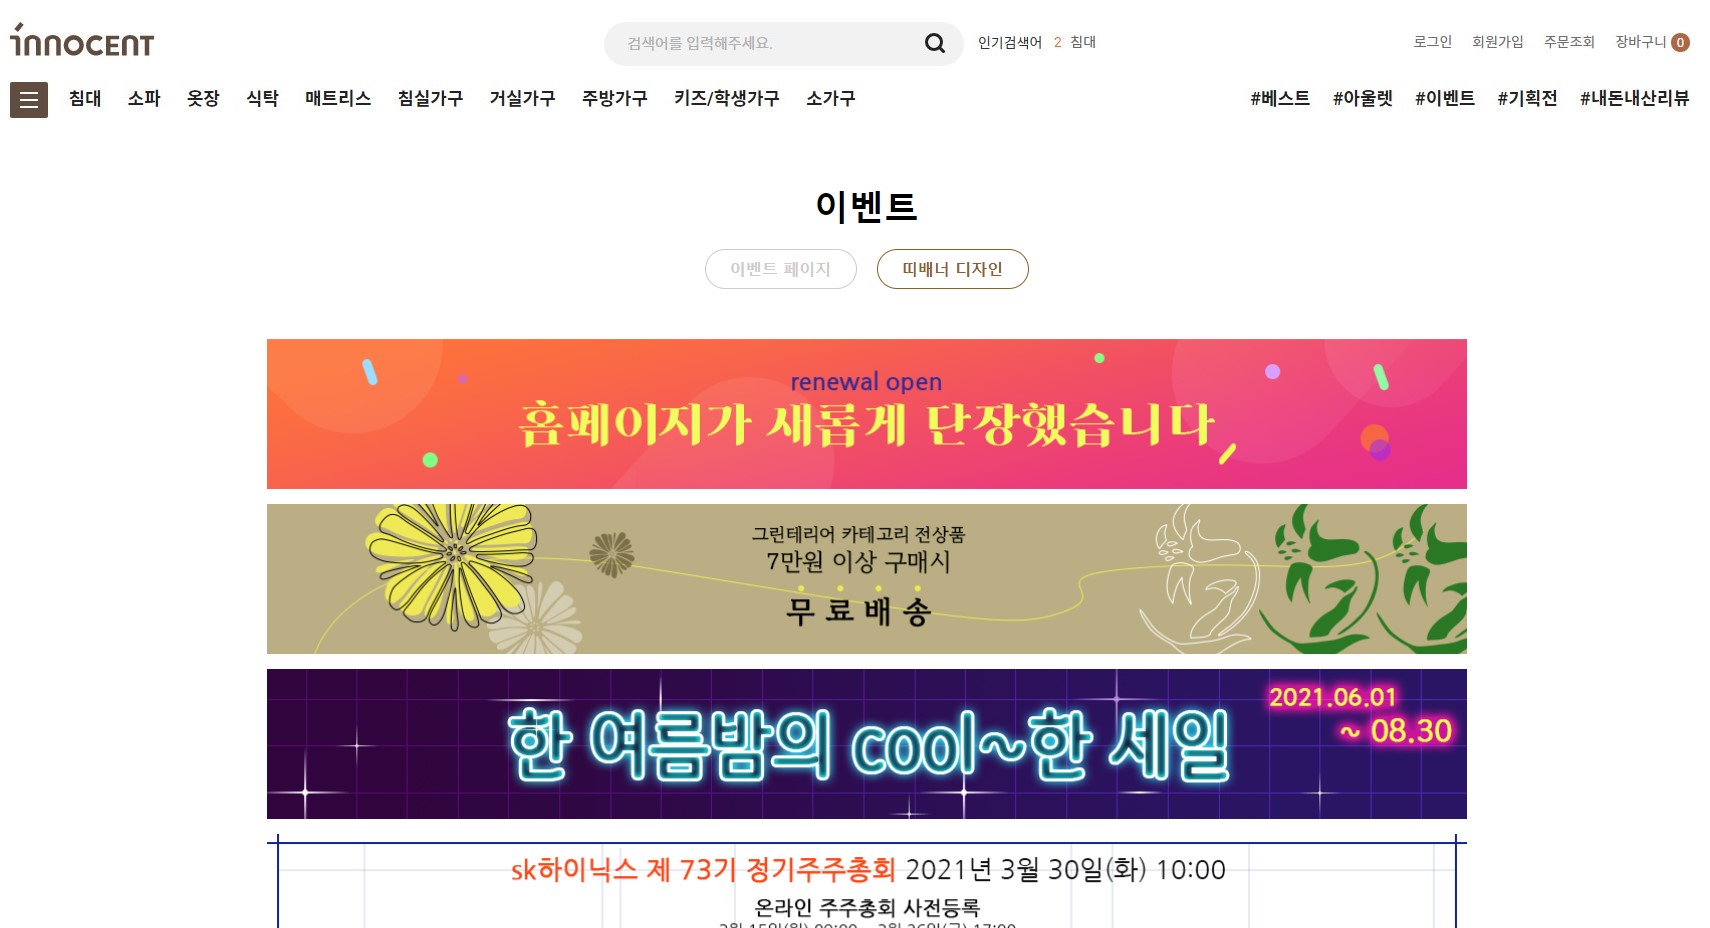 innocent
검색어를 입력해주세요.
인기검색어 2 침대
로그인 회원가입 주문조회 장바구니 0
침대 소파 옷장 식탁 매트리스 침실가구 거실가구 주방가구 키즈/학생가구 소가구
#베스트 #아울렛 #이벤트 #기획전 #내돈내산리뷰
이벤트
이벤트 페이지 띠배너 디자인
renewal open
홈페이지가 새롭게 단장했습니다
그린테리어 카테고리 전상품
7만원 이상 구매시
무료배송
한 여름밤의 cool~한 세일
2021.06.01
~ 08.30
sk하이닉스 제 73기 정기주주총회 2021년 3월 30일(화) 10:00
온라인 주주총회 사전등록